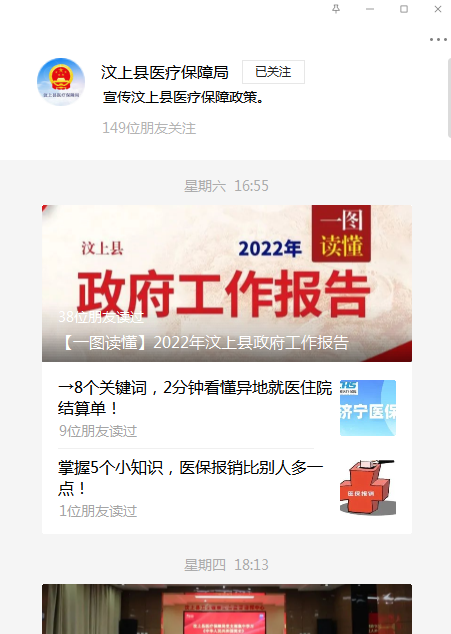 汶上县医疗保障局
已关注
宣传汶上县医疗保障政策。
149位朋友关注
星期六 16:55
一图
读懂
汶上县
2022年
政府工作报告
38位朋友读过
【一图读懂】2022年汶上县政府工作报告
→8个关键词，2分钟看懂异地就医住院
结算单！
9位朋友读过
济宁医保
掌握5个小知识，医保报销比别人多一
点！
1位朋友读过
医保报销
星期四 18:13